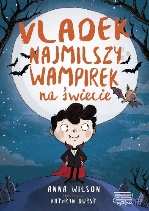 VLADEK
NAJMILSZY
WAMPIREK
na świecie
ANNA WILSON
KATHRYN DURST